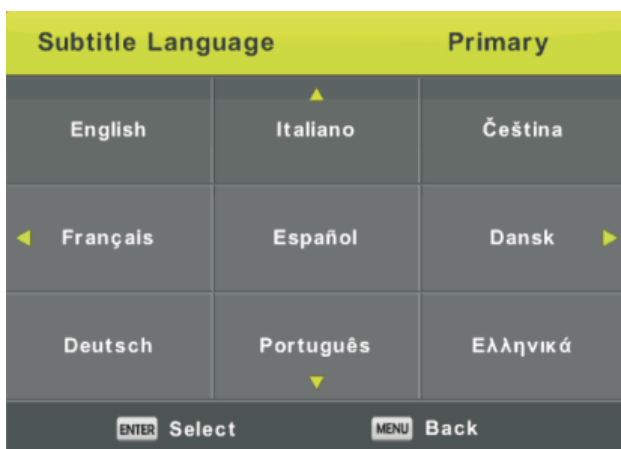 Subtitle Language Primary
English Italiano Čeština
Français Español Dansk
Deutsch Português Ελληνικά
ENTER Select MENU Back